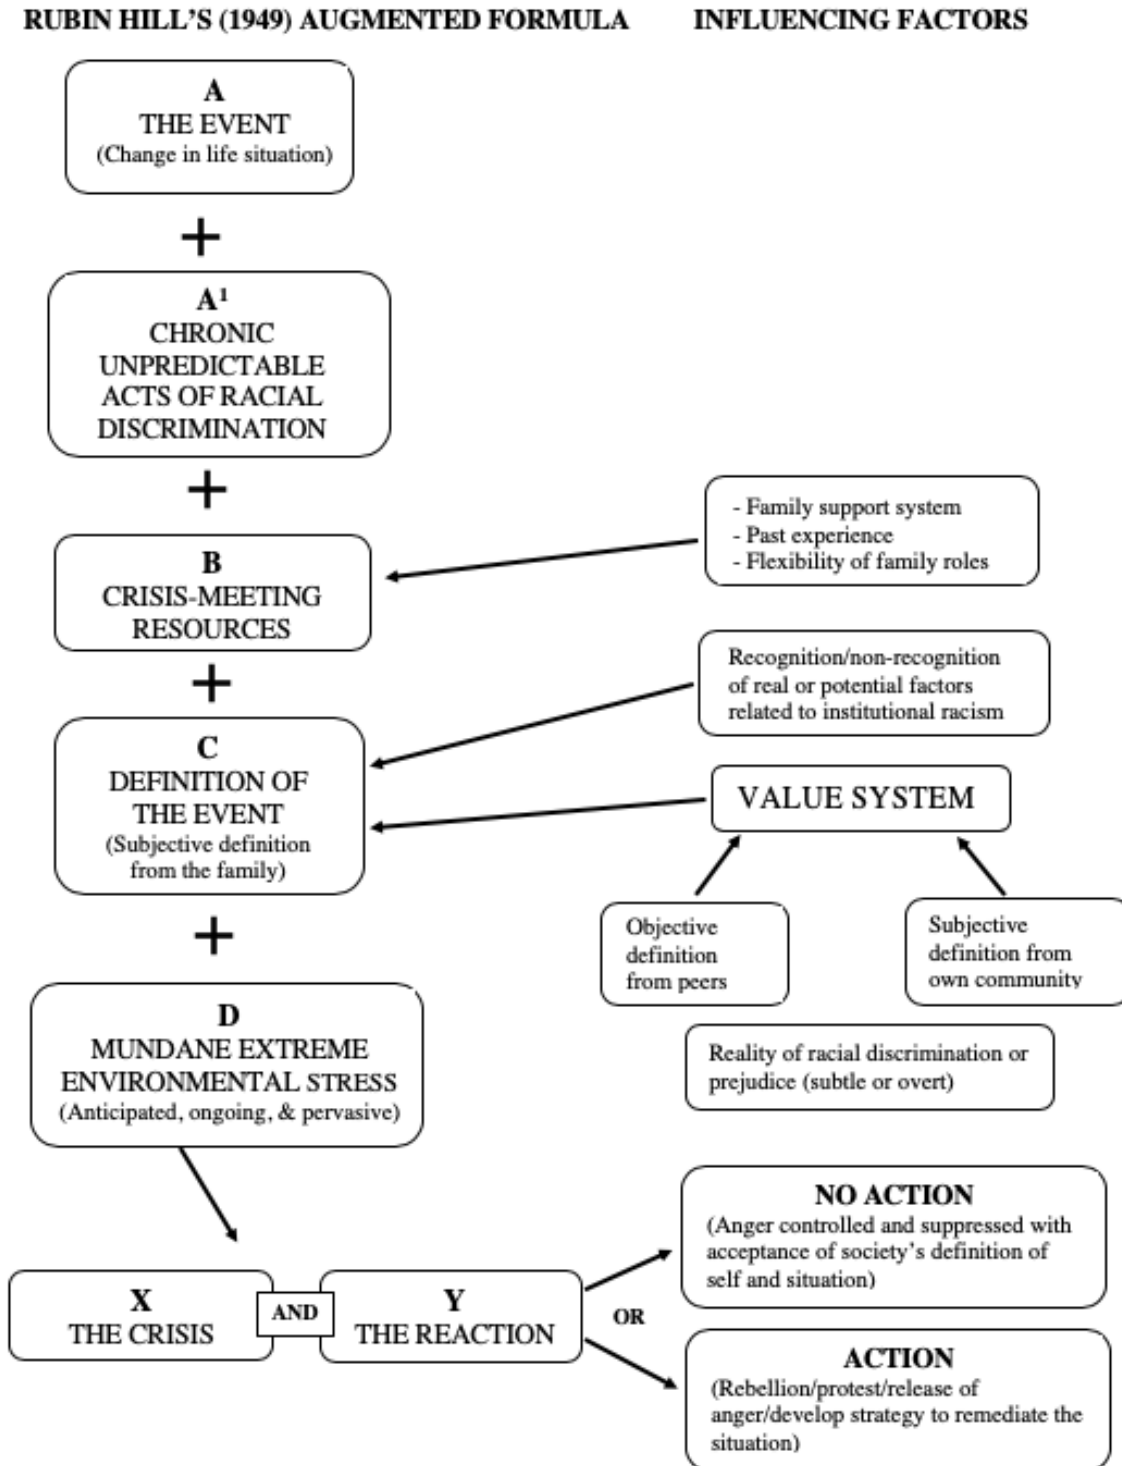 RUBIN HILL'S (1949) AUGMENTED FORMULA
INFLUENCING FACTORS
A
THE EVENT
(Change in life situation)
+
A¹
CHRONIC
UNPREDICTABLE
ACTS OF RACIAL
DISCRIMINATION
+
B
CRISIS-MEETING
RESOURCES
- Family support system
- Past experience
- Flexibility of family roles
+
C
DEFINITION OF
THE EVENT
(Subjective definition
from the family)
Recognition/non-recognition
of real or potential factors
related to institutional racism
VALUE SYSTEM
Objective
definition
from peers
Subjective
definition from
own community
+
D
MUNDANE EXTREME
ENVIRONMENTAL STRESS
(Anticipated, ongoing, & pervasive)
Reality of racial discrimination or
prejudice (subtle or overt)
X
THE CRISIS
AND
Y
THE REACTION
NO ACTION
(Anger controlled and suppressed with
acceptance of society's definition of
self and situation)
OR
ACTION
(Rebellion/protest/release of
anger/develop strategy to remediate the
situation)